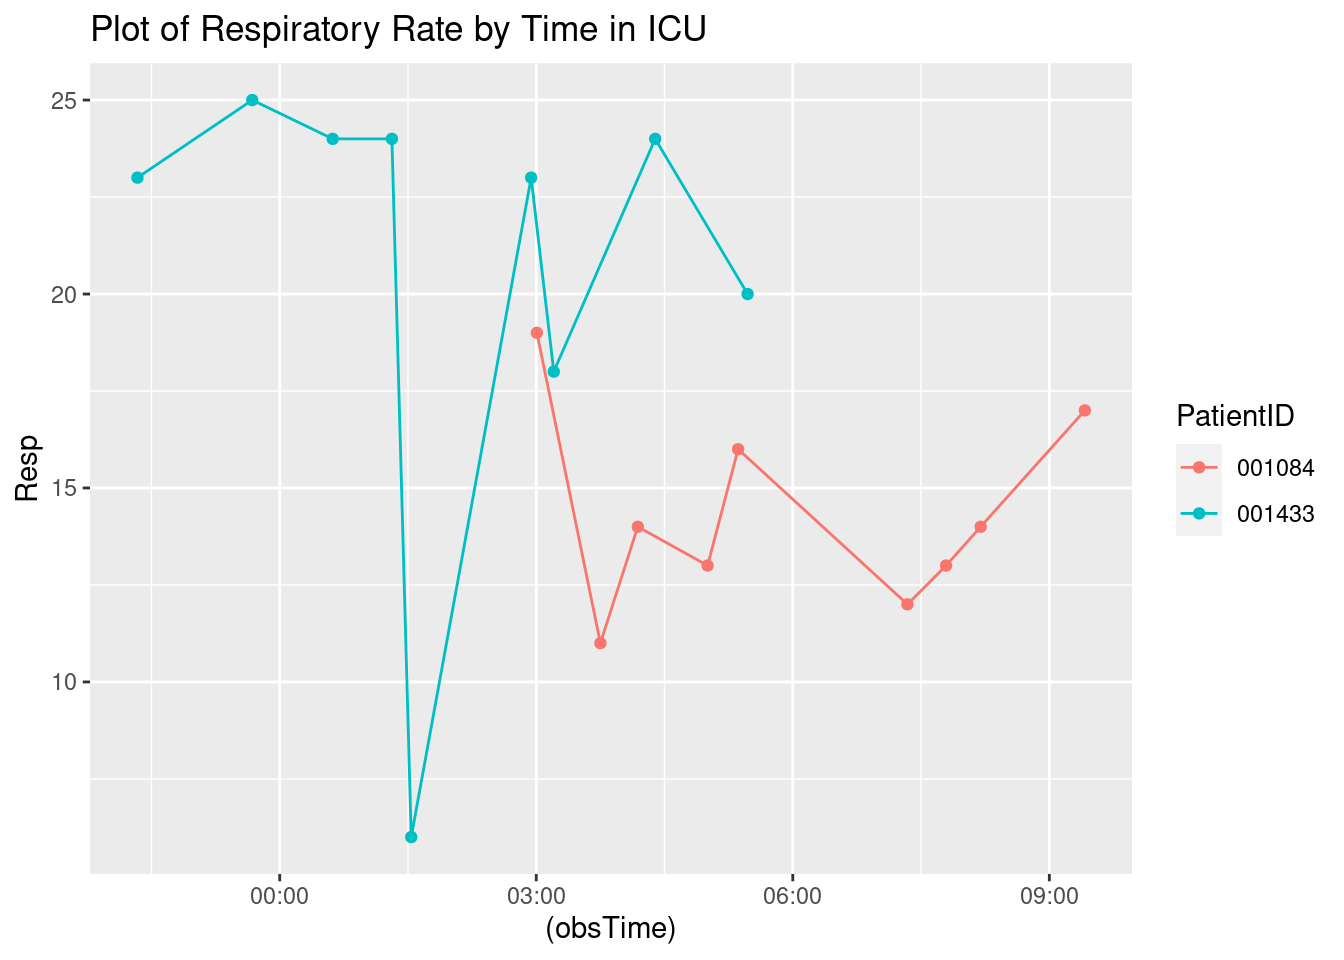 Plot of Respiratory Rate by Time in ICU
25
20
15
10
Resp
00:00
03:00
06:00
09:00
(obsTime)
PatientID
001084
001433